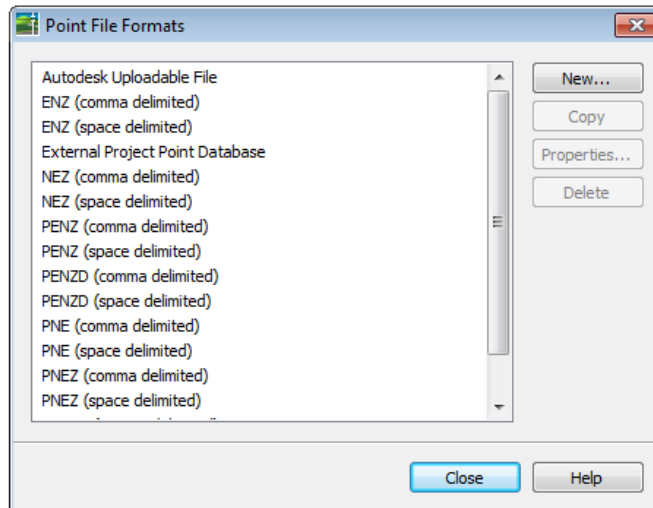 Point File Formats
Autodesk Uploadable File
ENZ (comma delimited)
ENZ (space delimited)
External Project Point Database
NEZ (comma delimited)
NEZ (space delimited)
PENZ (comma delimited)
PENZ (space delimited)
PENZD (comma delimited)
PENZD (space delimited)
PNE (comma delimited)
PNE (space delimited)
PNEZ (comma delimited)
PNEZ (space delimited)
New...
Copy
Properties...
Delete
Close
Help